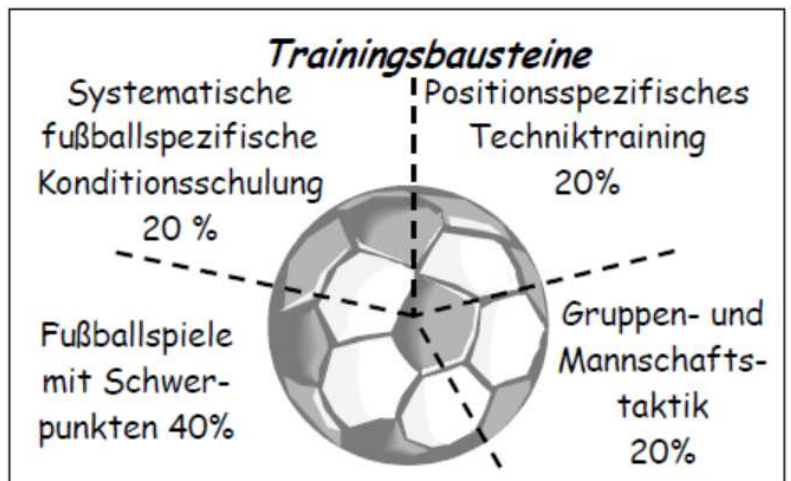 Trainingsbausteine
Systematische
fußballspezifische
Konditionsschulung
20 %
Positionsspezifisches
Techniktraining
20%
Fußballspiele
mit Schwer-
punkten 40%
Gruppen- und
Mannschafts-
taktik
20%